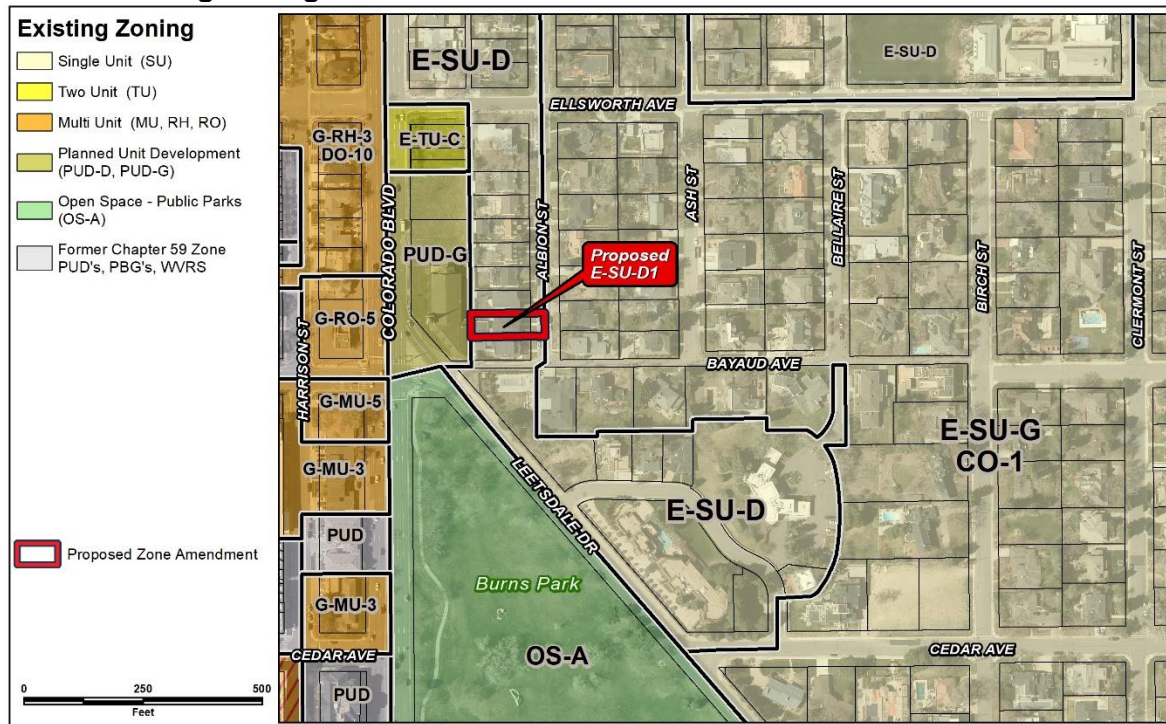 Existing Zoning
Single Unit (SU)
Two Unit (TU)
Multi Unit (MU, RH, RO)
Planned Unit Development
(PUD-D, PUD-G)
Open Space - Public Parks
(OS-A)
Former Chapter 59 Zone
PUD's, PBG's, WVRS
Proposed Zone Amendment
0 250 500
Feet
E-SU-D
E-SU-D
ELLSWORTH AVE
G-RH-3
DO-10
E-TU-C
COLORADO BLVD
PUD-G
ALBION ST
ASH ST
BELLAIRE ST
BIRCH ST
CLERMONT ST
Proposed
E-SU-D1
HARRISON ST
G-RO-5
BAYAUD AVE
G-MU-5
G-MU-3
LEETSDALE DR
E-SU-D
E-SU-G
CO-1
PUD
Burns Park
G-MU-3
OS-A
CEDAR AVE
CEDAR AVE
PUD